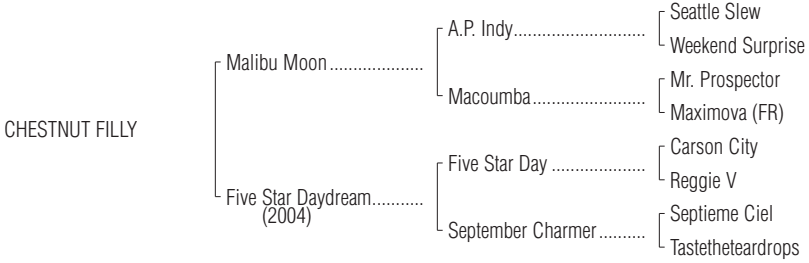 Seattle Slew
A.P. Indy............................
Weekend Surprise
Malibu Moon....................
Mr. Prospector
Macoumba........................
Maximova (FR)
CHESTNUT FILLY
Carson City
Five Star Day....................
Reggie V
Five Star Daydream...........
(2004)
Septieme Ciel
September Charmer..........
Tastetheteardrops